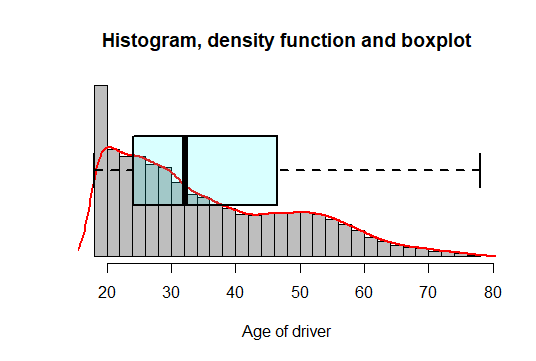 Histogram, density function and boxplot
20 30 40 50 60 70 80
Age of driver